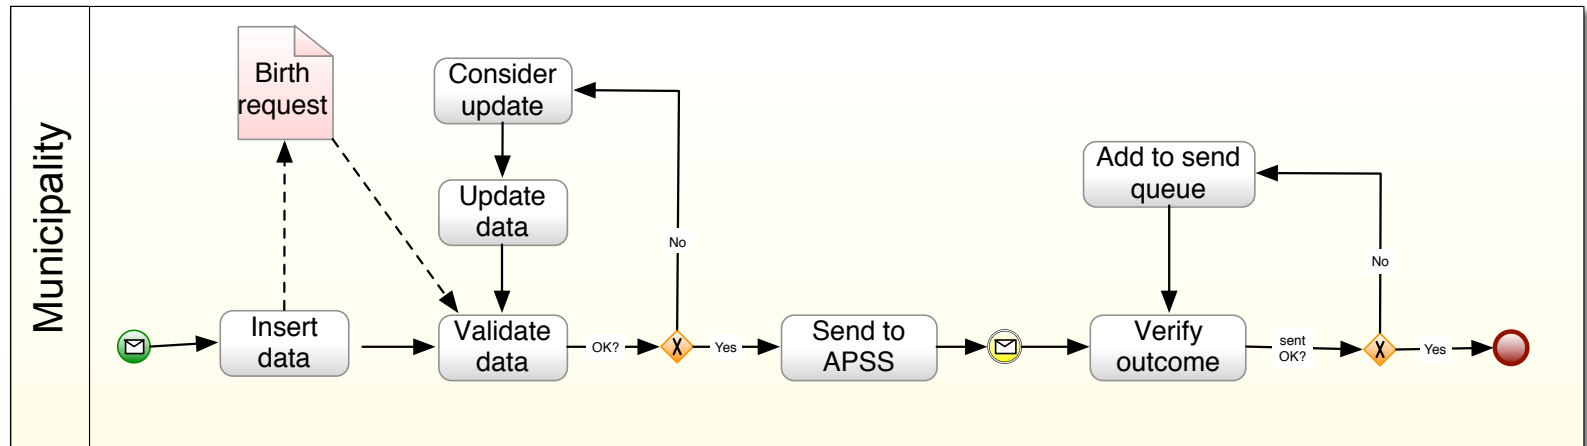 Municipality
Birth
request
Consider
update
Update
data
No
Insert
data
Validate
data
OK?
X
Yes
Send to
APSS
Add to send
queue
No
Verify
outcome
sent
OK?
X
Yes